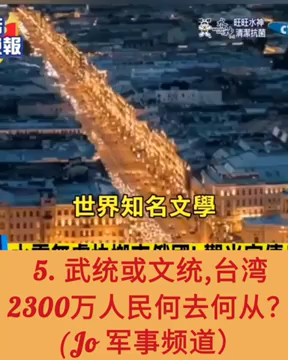 快報
旺旺水神
清潔抗菌
世界知名文學
5. 武统或文统,台湾
2300万人民何去何从?
(Jo 军事频道)